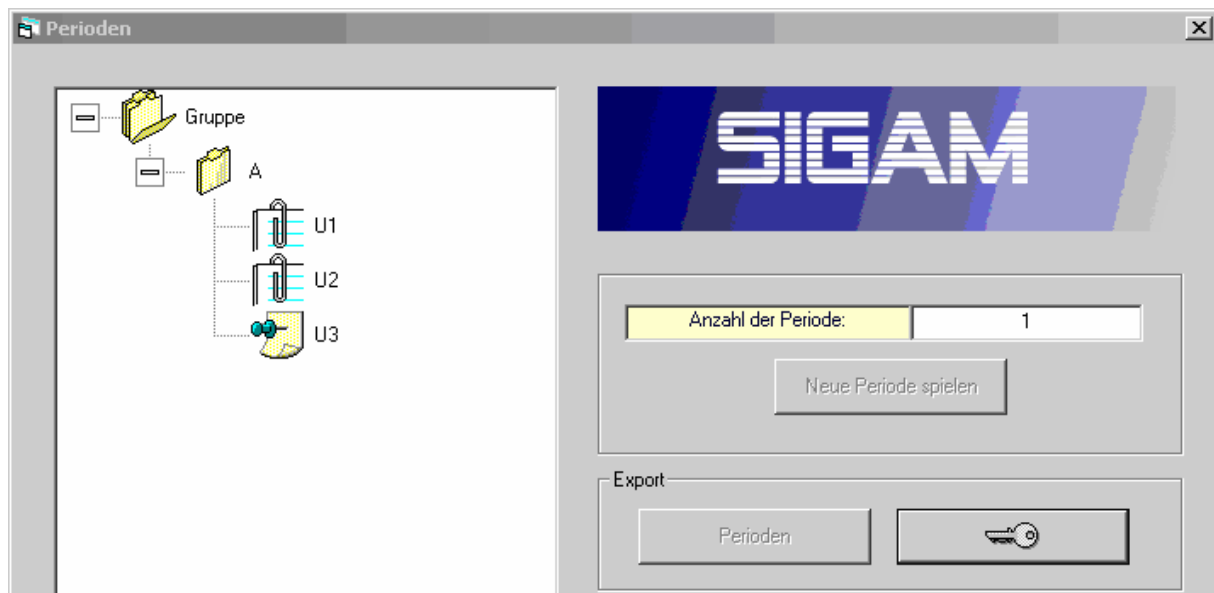 Perioden
Gruppe
A
U1
U2
U3
SIGAM
Anzahl der Periode: 1
Neue Periode spielen
Export
Perioden